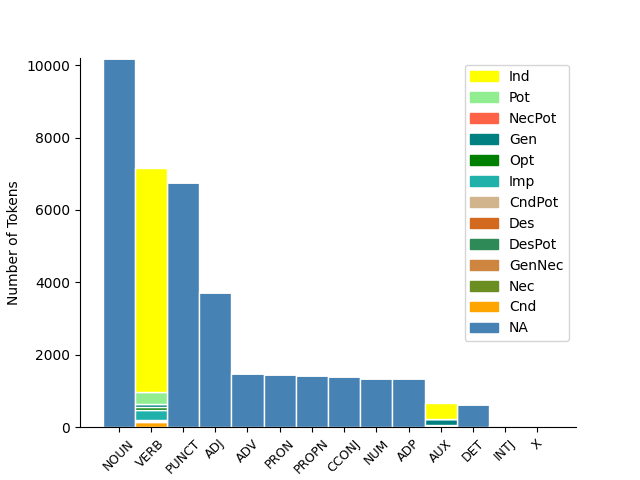 10000
8000
6000
4000
2000
0
Number of Tokens
NOUN
VERB
PUNCT
ADJ
ADV
PRON
PROPN
CCONJ
NUM
ADP
AUX
DET
INTJ
X
Ind
Pot
NecPot
Gen
Opt
Imp
CndPot
Des
DesPot
GenNec
Nec
Cnd
NA